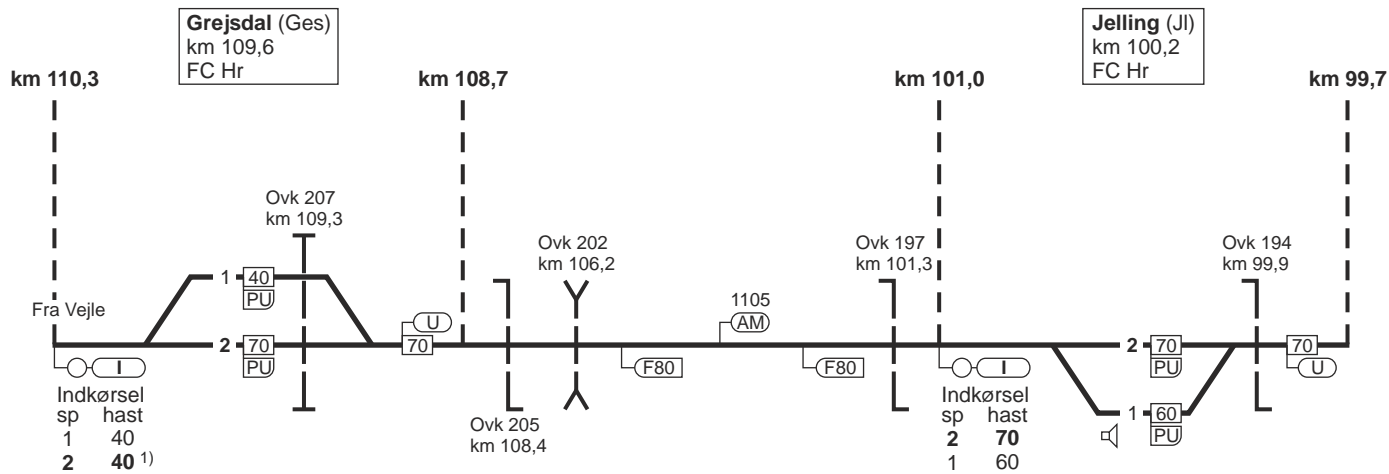 Grejsdal (Ges)
km 109,6
FC Hr
Jelling (Jl)
km 100,2
FC Hr
km 110,3
km 108,7
km 101,0
km 99,7
Ovk 207
km 109,3
Ovk 202
km 106,2
Ovk 197
km 101,3
Ovk 194
km 99,9
1 40
PU
1105
AM
Fra Vejle
U
2 70
PU
70
F80
F80
2 70
PU
70
U
I
I
Indkørsel
sp hast
1 40
2 40 1)
Ovk 205
km 108,4
Indkørsel
sp hast
2 70
1 60
1 60
PU